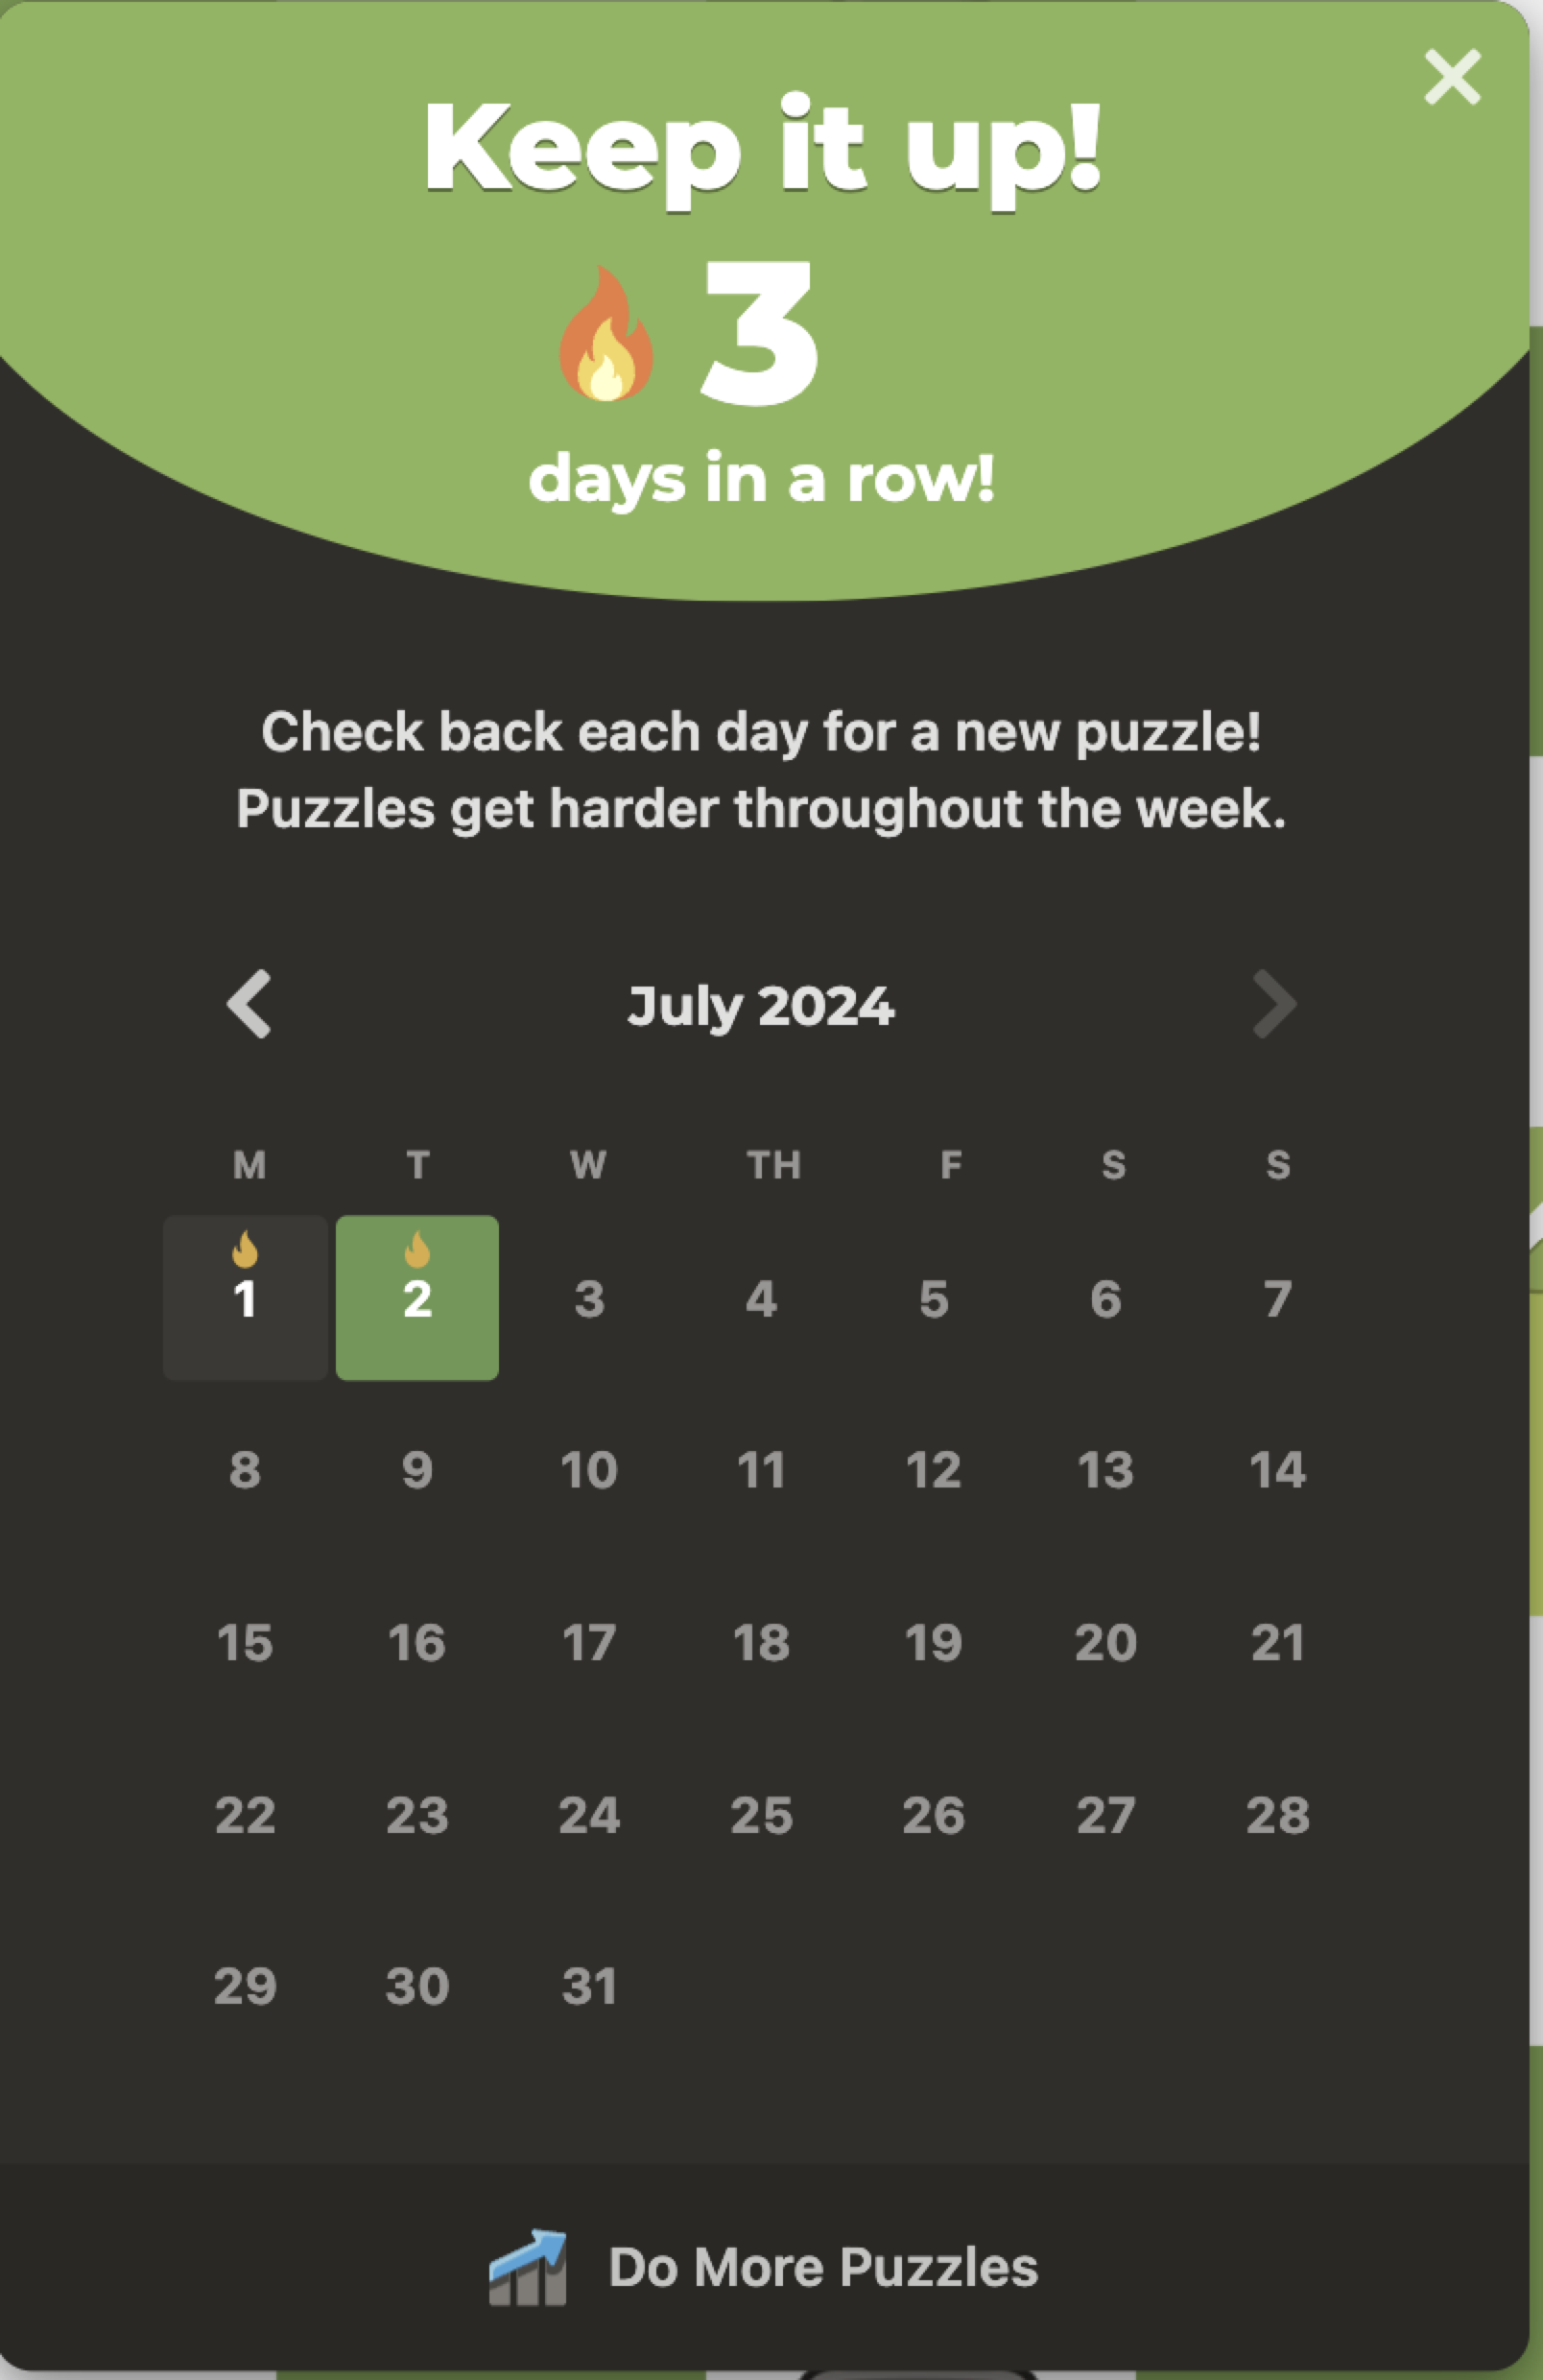 Keep it up!
3
days in a row!
Check back each day for a new puzzle!
Puzzles get harder throughout the week.
July 2024
M T W TH F S S
1 2 3 4 5 6 7
8 9 10 11 12 13 14
15 16 17 18 19 20 21
22 23 24 25 26 27 28
29 30 31
Do More Puzzles